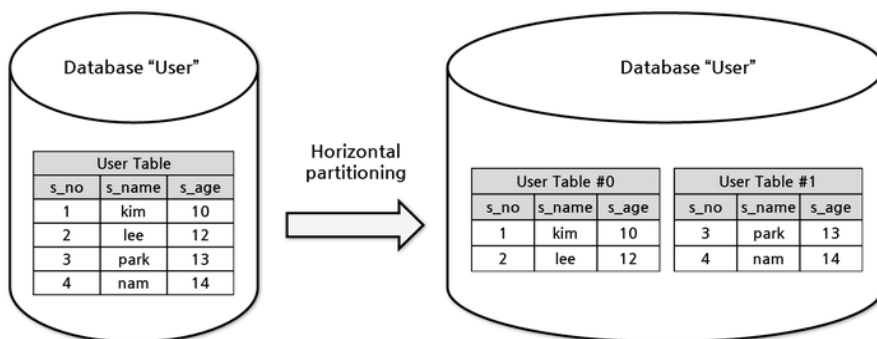 Database “User”
User Table
s_no s_name s_age
1 kim 10
2 lee 12
3 park 13
4 nam 14
Horizontal
partitioning
Database “User”
User Table #0
s_no s_name s_age
1 kim 10
2 lee 12
User Table #1
s_no s_name s_age
3 park 13
4 nam 14